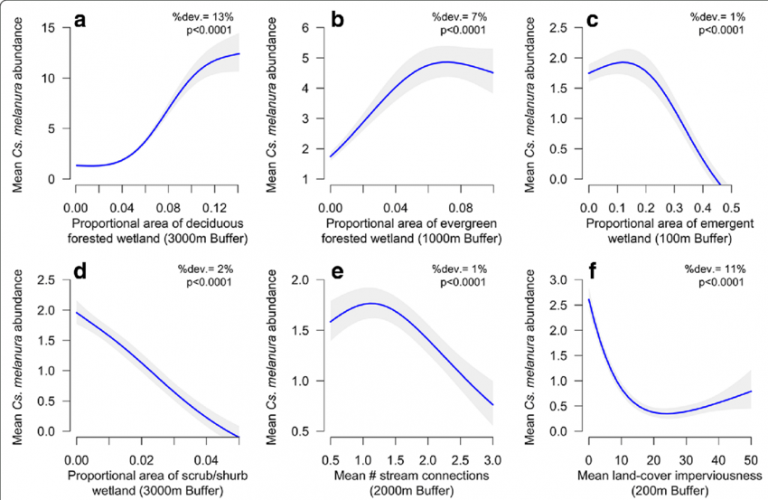 a
%dev.= 13%
p<0.0001
15
10
5
0
Mean Cs. melanura abundance
0.00 0.04 0.08 0.12
Proportional area of deciduous
forested wetland (3000m Buffer)
b
%dev.= 7%
p<0.0001
6
5
4
3
2
1
Mean Cs. melanura abundance
0.00 0.04 0.08
Proportional area of evergreen
forested wetland (1000m Buffer)
c
%dev.= 1%
p<0.0001
2.5
2.0
1.5
1.0
0.5
0.0
Mean Cs. melanura abundance
0.0 0.1 0.2 0.3 0.4 0.5
Proportional area of emergent
wetland (100m Buffer)
d
%dev.= 2%
p<0.0001
2.5
2.0
1.5
1.0
0.5
0.0
Mean Cs. melanura abundance
0.00 0.02 0.04
Proportional area of scrub/shurb
wetland (3000m Buffer)
e
%dev.= 1%
p<0.0001
2.0
1.5
1.0
0.5
Mean Cs. melanura abundance
0.5 1.0 1.5 2.0 2.5 3.0
Mean # stream connections
(2000m Buffer)
f
%dev.= 11%
p<0.0001
3.0
2.5
2.0
1.5
1.0
0.5
0.0
Mean Cs. melanura abundance
0 10 20 30 40 50
Mean land-cover imperviousness
(200m Buffer)